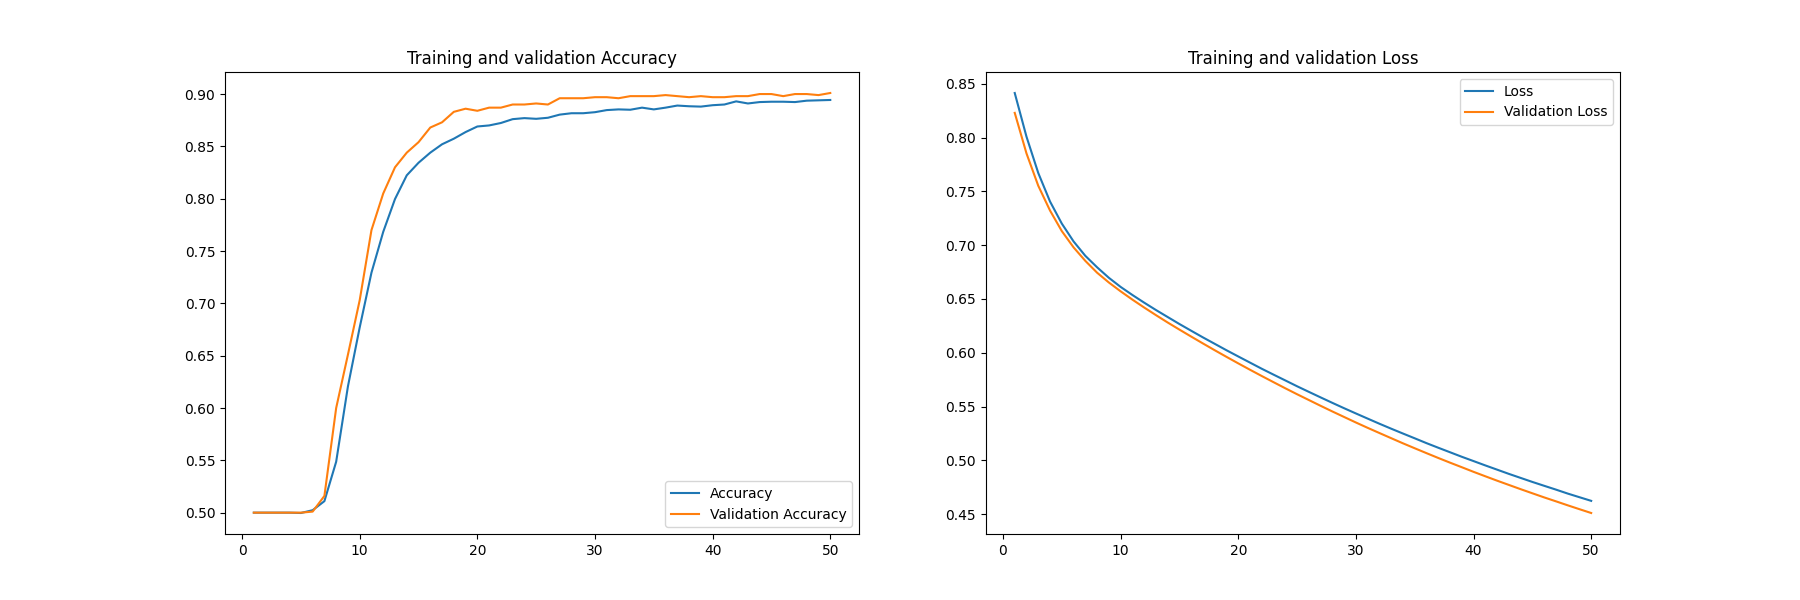 Training and validation Accuracy
0.90
0.85
0.80
0.75
0.70
0.65
0.60
0.55
0.50
Accuracy
Validation Accuracy
0 10 20 30 40 50
Training and validation Loss
0.85
0.80
0.75
0.70
0.65
0.60
0.55
0.50
0.45
Loss
Validation Loss
0 10 20 30 40 50